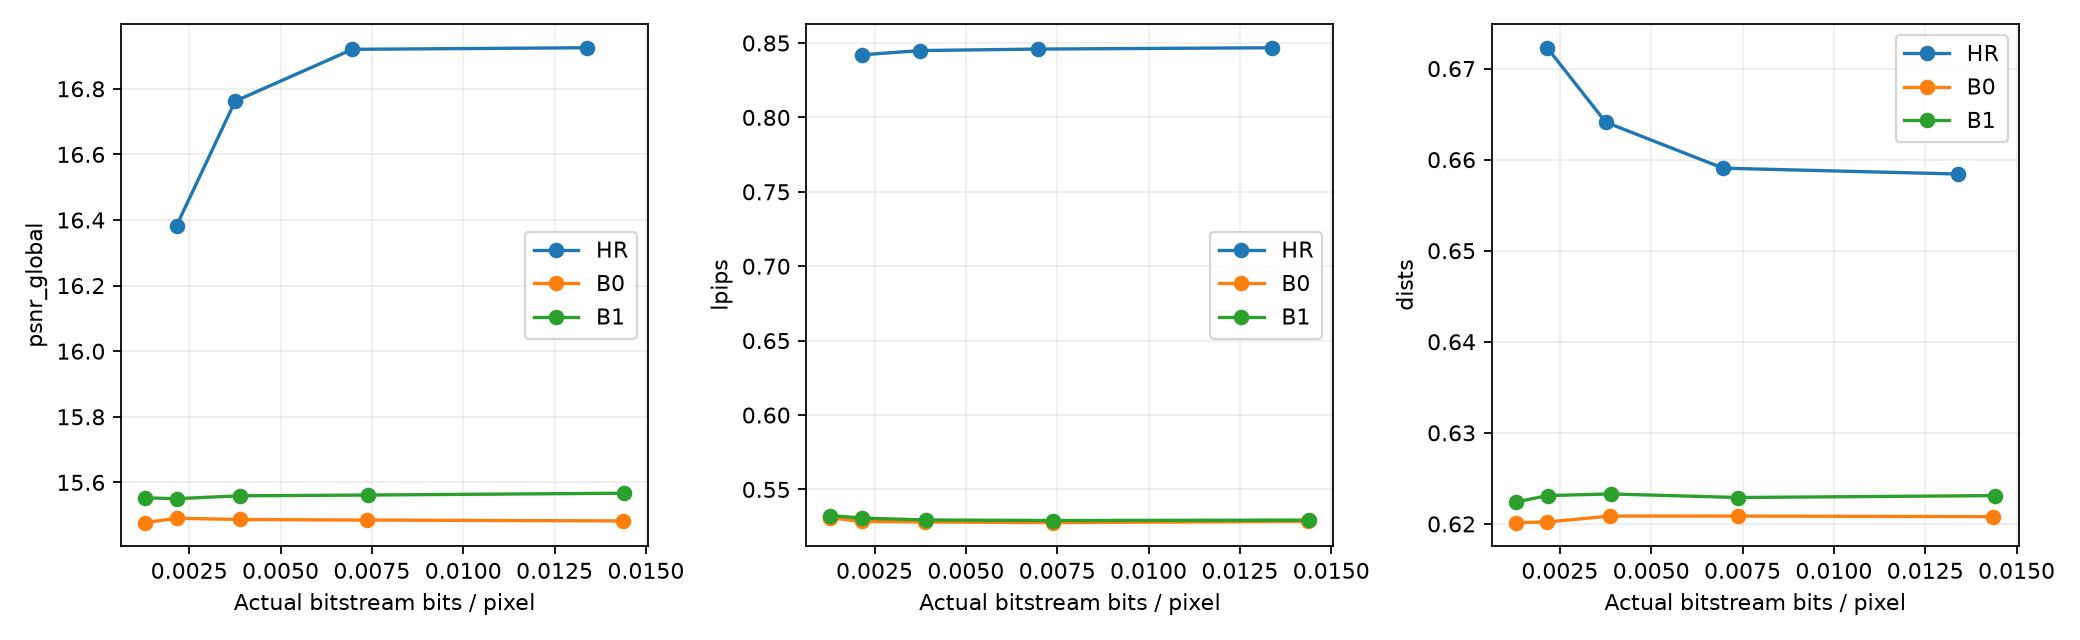 psnr_global
16.8
16.6
16.4
16.2
16.0
15.8
15.6
HR
B0
B1
0.0025 0.0050 0.0075 0.0100 0.0125 0.0150
Actual bitstream bits / pixel
lpips
0.85
0.80
0.75
0.70
0.65
0.60
0.55
HR
B0
B1
0.0025 0.0050 0.0075 0.0100 0.0125 0.0150
Actual bitstream bits / pixel
dists
0.67
0.66
0.65
0.64
0.63
0.62
HR
B0
B1
0.0025 0.0050 0.0075 0.0100 0.0125 0.0150
Actual bitstream bits / pixel